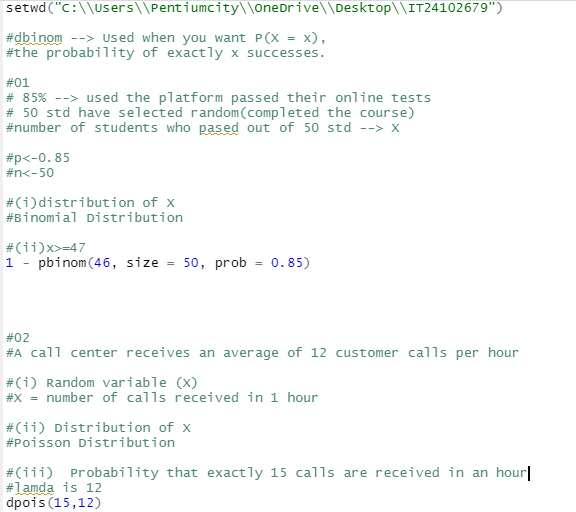 setwd("C:\\Users\\Pentiumcity\\OneDrive\\Desktop\\IT24102679")
#dbinom --> Used when you want P(X = x),
#the probability of exactly x successes.
#01
# 85% --> used the platform passed their online tests
# 50 std have selected random(completed the course)
#number of students who pased out of 50 std --> X
#p<-0.85
#n<-50
#(i)distribution of X
#Binomial Distribution
#(ii)x>=47
1 - pbinom(46, size = 50, prob = 0.85)
#02
#A call center receives an average of 12 customer calls per hour
#(i) Random variable (X)
#X = number of calls received in 1 hour
#(ii) Distribution of X
#Poisson Distribution
#(iii)  Probability that exactly 15 calls are received in an hour
#lamda is 12
dpois(15,12)